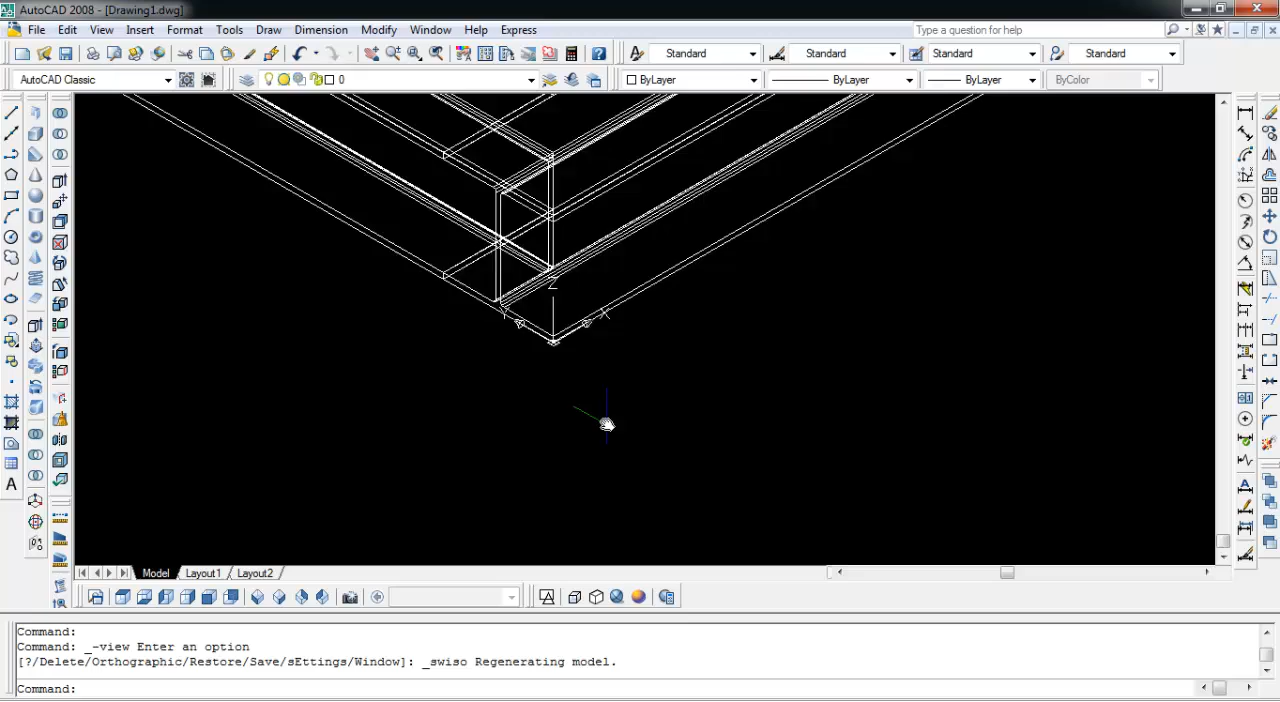 AutoCAD 2008 - [Drawing1.dwg]
File Edit View Insert Format Tools Draw Dimension Modify Window Help Express Type a question for help
Standard Standard Standard Standard
AutoCAD Classic 0 ByLayer ByLayer ByLayer ByColor
Z
Y X
A
Model Layout1 Layout2
Command:
Command: _-view Enter an option
[?/Delete/Orthographic/Restore/Save/sEttings/Window]: _swiso Regenerating model.
Command: